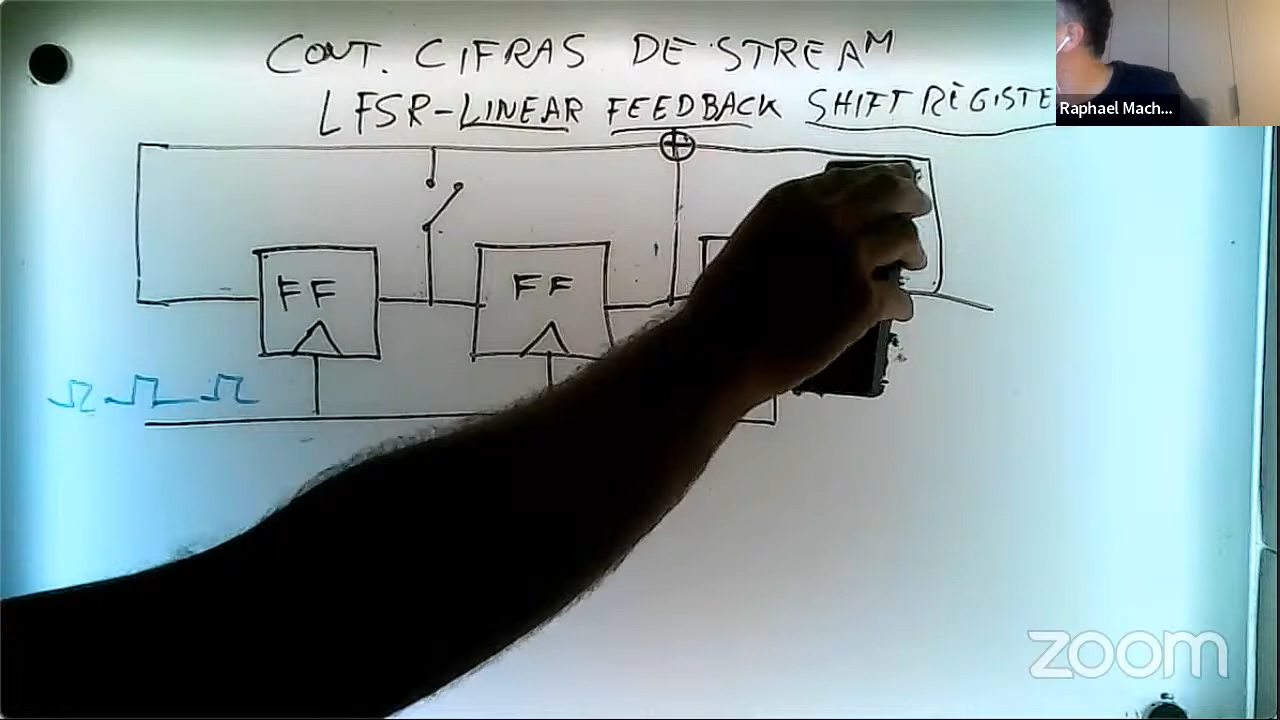 CONT. CIFRAS DE STREAM
LFSR-LINEAR FEEDBACK SHIFT REGISTE
Raphael Mach...
FF FF
zoom